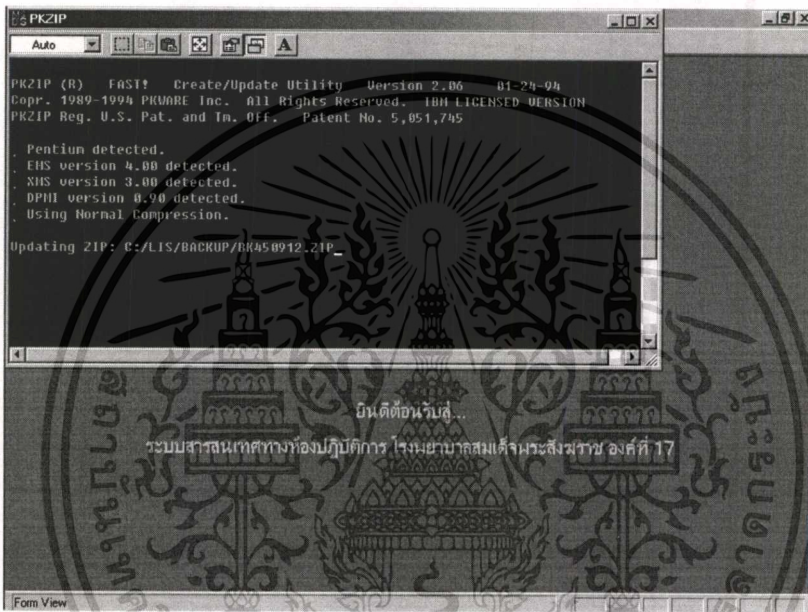 PKZIP
Auto
A
PKZIP (R) FAST! Create/Update Utility Version 2.06 01-24-94
Copr. 1989-1994 PKWARE Inc. All Rights Reserved. IBM LICENSED VERSION
PKZIP Reg. U.S. Pat. and Tm. Off. Patent No. 5,051,745
. Pentium detected.
. EMS version 4.00 detected.
. XMS version 3.00 detected.
. DPMI version 0.90 detected.
. Using Normal Compression.
Updating ZIP: C:/LIS/BACKUP/BK450912.ZIP
ยินดีต้อนรับสู่...
ระบบสารสนเทศทางห้องปฏิบัติการ โรงพยาบาลสมเด็จพระสังฆราช องค์ที่ 17
Form View